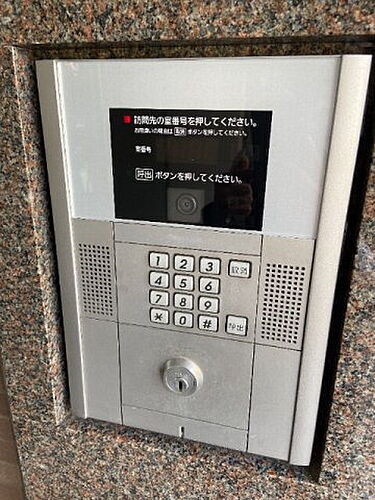 訪問先の室番号を押してください。
お間違いの場合は 取消 ボタンを押してください。
室番号
呼出 ボタンを押してください。
1 2 3 取消
4 5 6
7 8 9
* 0 # 呼出